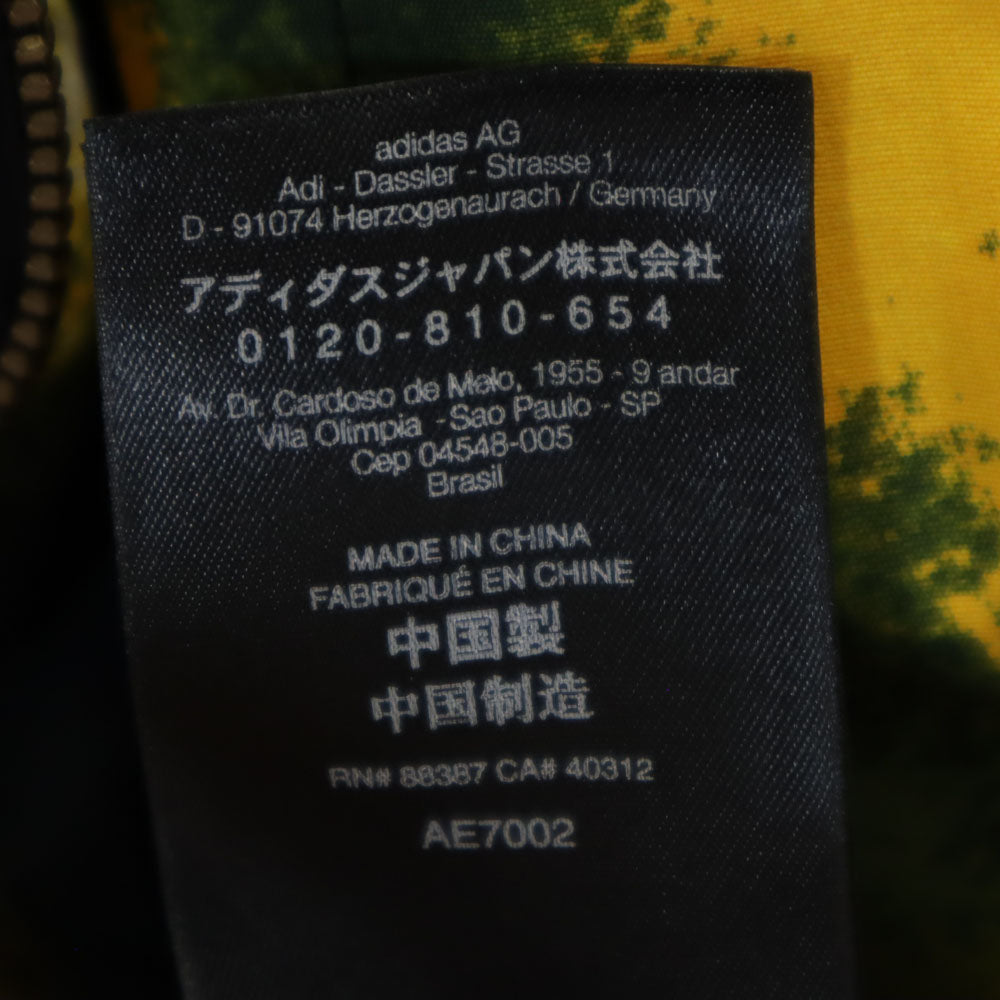 adidas AG
Adi - Dassler - Strasse 1
D - 91074 Herzogenaurach / Germany
アディダスジャパン株式会社
0120-810-654
Av. Dr. Cardoso de Melo, 1955 - 9 andar
Vila Olimpia - Sao Paulo - SP
Cep 04548-005
Brasil
MADE IN CHINA
FABRIQUÉ EN CHINE
中国製
中国制造
RN# 88387 CA# 40312
AE7002